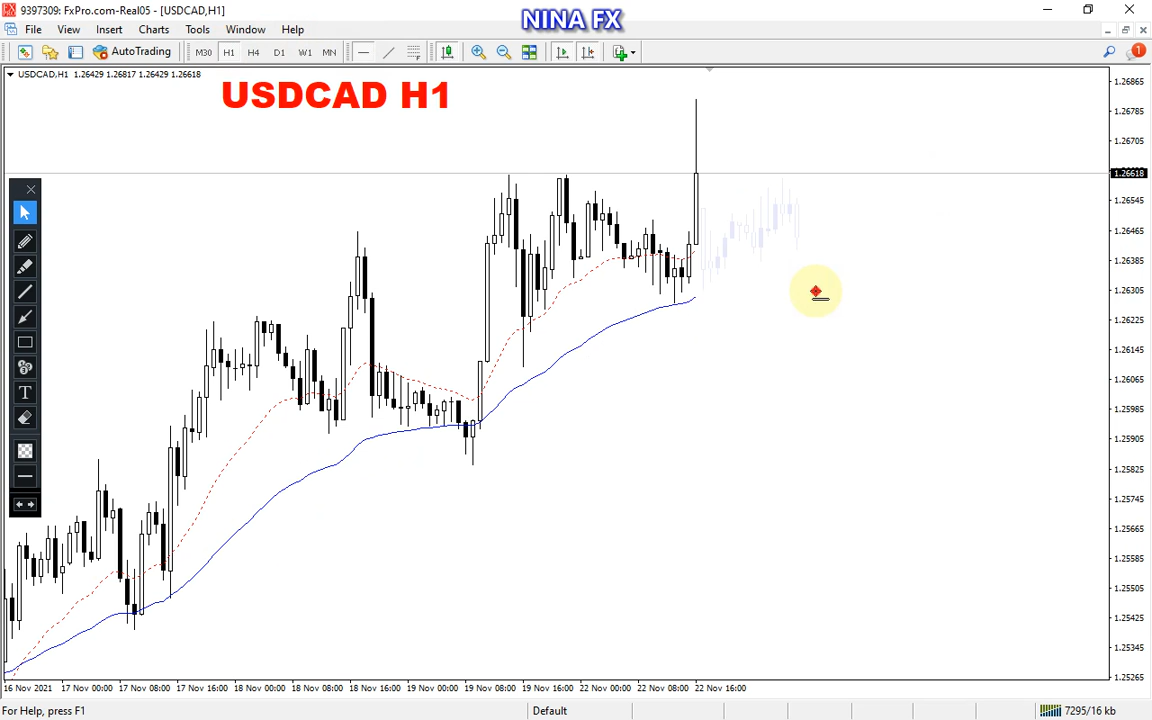 9397309: FxPro.com-Real05 - [USDCAD,H1]
NINA FX
File View Insert Charts Tools Window Help
AutoTrading M30 H1 H4 D1 W1 MN 1
USDCAD,H1 1.26429 1.26817 1.26429 1.26618
USDCAD H1
1.26865
1.26785
1.26705
1.26618
1.26545
1.26465
1.26385
1.26305
1.26225
1.26145
1.26065
1.25985
1.25905
1.25825
1.25745
1.25665
1.25585
1.25505
1.25425
1.25345
1.25265
T
16 Nov 2021 17 Nov 00:00 17 Nov 08:00 17 Nov 16:00 18 Nov 00:00 18 Nov 08:00 18 Nov 16:00 19 Nov 00:00 19 Nov 08:00 19 Nov 16:00 22 Nov 00:00 22 Nov 08:00 22 Nov 16:00
For Help, press F1 Default 7295/16 kb